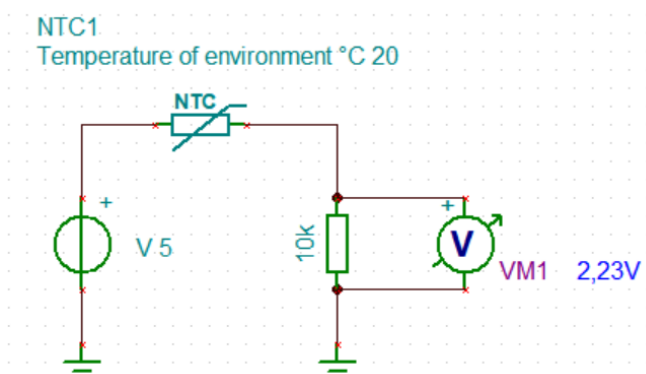 NTC1
Temperature of environment °C 20
NTC
+
V 5
10k
+
V
VM1 2,23V